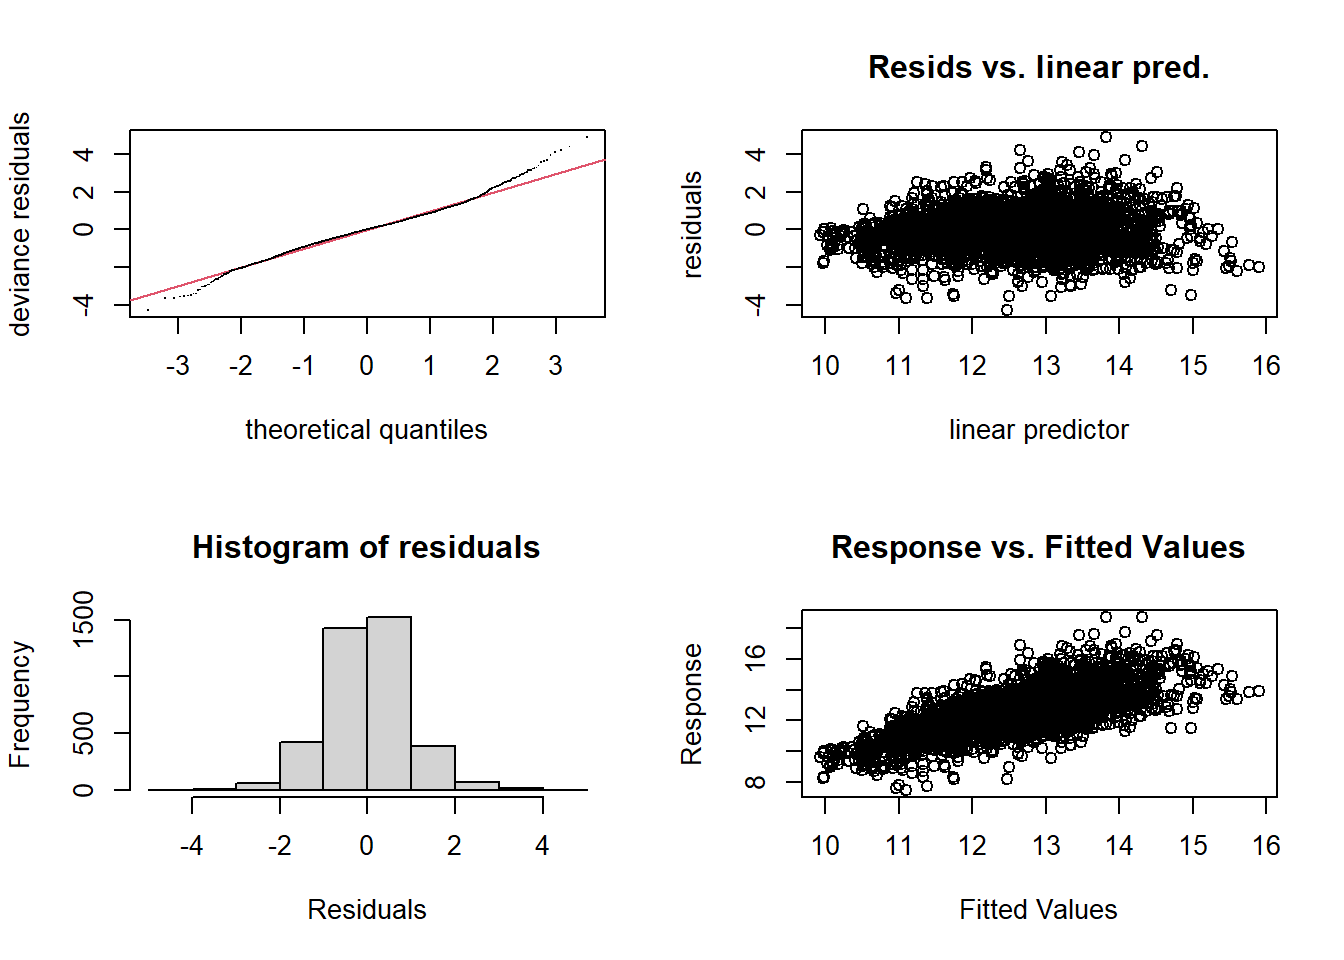 deviance residuals
4
2
0
-4
-3 -2 -1 0 1 2 3
theoretical quantiles
Resids vs. linear pred.
residuals
4
2
0
-4
10 11 12 13 14 15 16
linear predictor
Histogram of residuals
Frequency
1500
500
0
-4 -2 0 2 4
Residuals
Response vs. Fitted Values
Response
16
12
8
10 11 12 13 14 15 16
Fitted Values